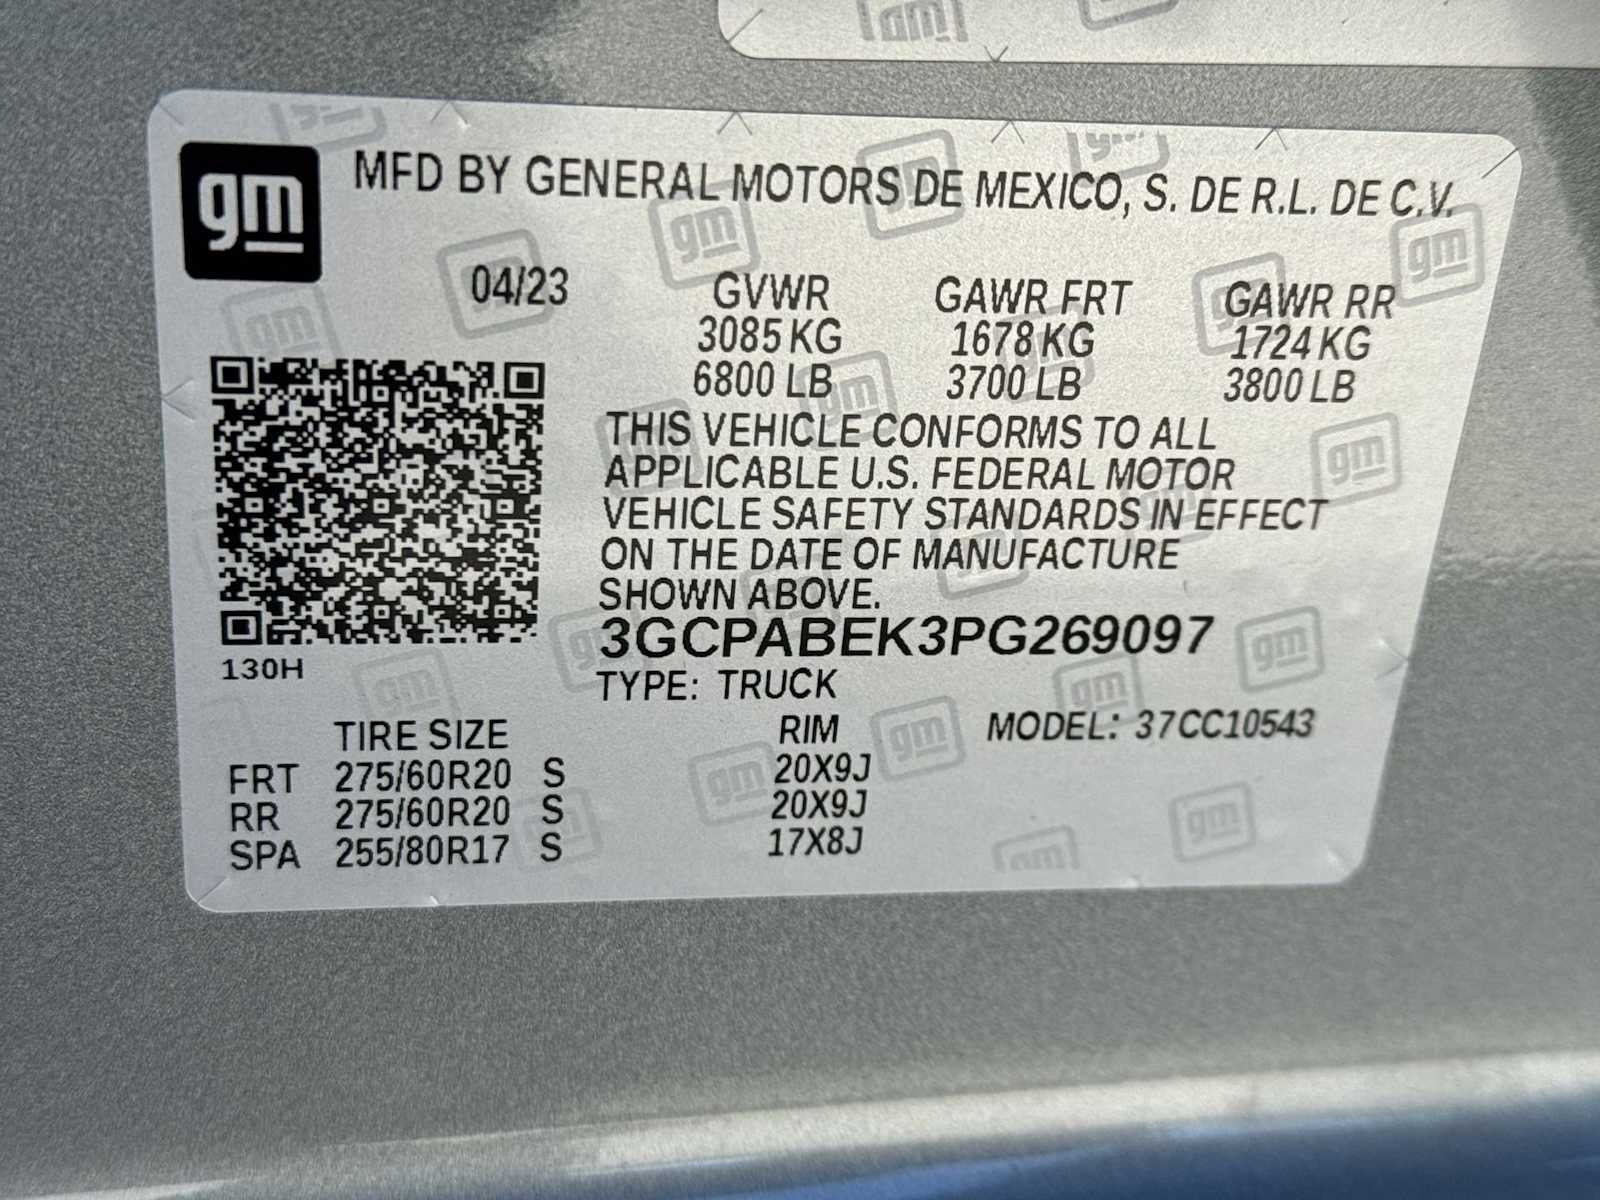 gm MFD BY GENERAL MOTORS DE MEXICO, S. DE R.L. DE C.V.
04/23 GVWR GAWR FRT GAWR RR
3085 KG 1678 KG 1724 KG
6800 LB 3700 LB 3800 LB
THIS VEHICLE CONFORMS TO ALL
APPLICABLE U.S. FEDERAL MOTOR
VEHICLE SAFETY STANDARDS IN EFFECT
ON THE DATE OF MANUFACTURE
SHOWN ABOVE.
3GCPABEK3PG269097
130H
TYPE: TRUCK
TIRE SIZE RIM MODEL: 37CC10543
FRT 275/60R20 S 20X9J
RR 275/60R20 S 20X9J
SPA 255/80R17 S 17X8J